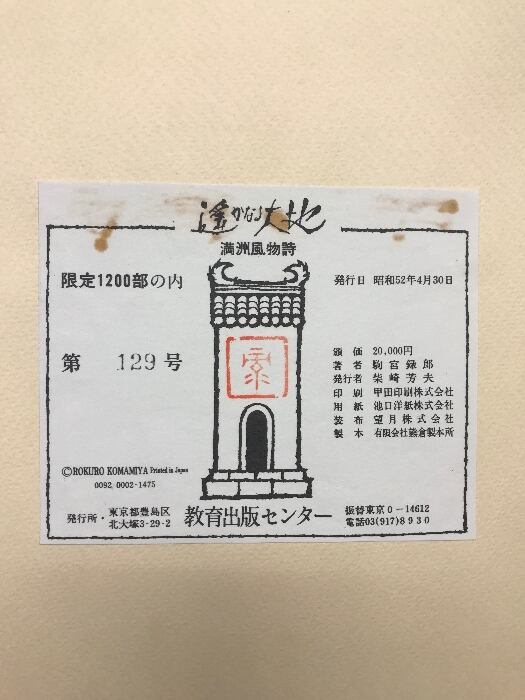 遙かなる大地
満洲風物詩
限定1200部の内
発行日 昭和52年4月30日
第 129 号
頒価 20,000円
著者 駒宮録郎
発行者 柴崎芳夫
印刷 甲田印刷株式会社
用紙 池口洋紙株式会社
装布 望月株式会社
製本 有限会社熊倉製本所
©ROKURO KOMAMIYA Printed in Japan
0092-0002-1475
発行所・東京都豊島区
北大塚3-29-2
教育出版センター
振替東京0-14612
電話03(917)8930